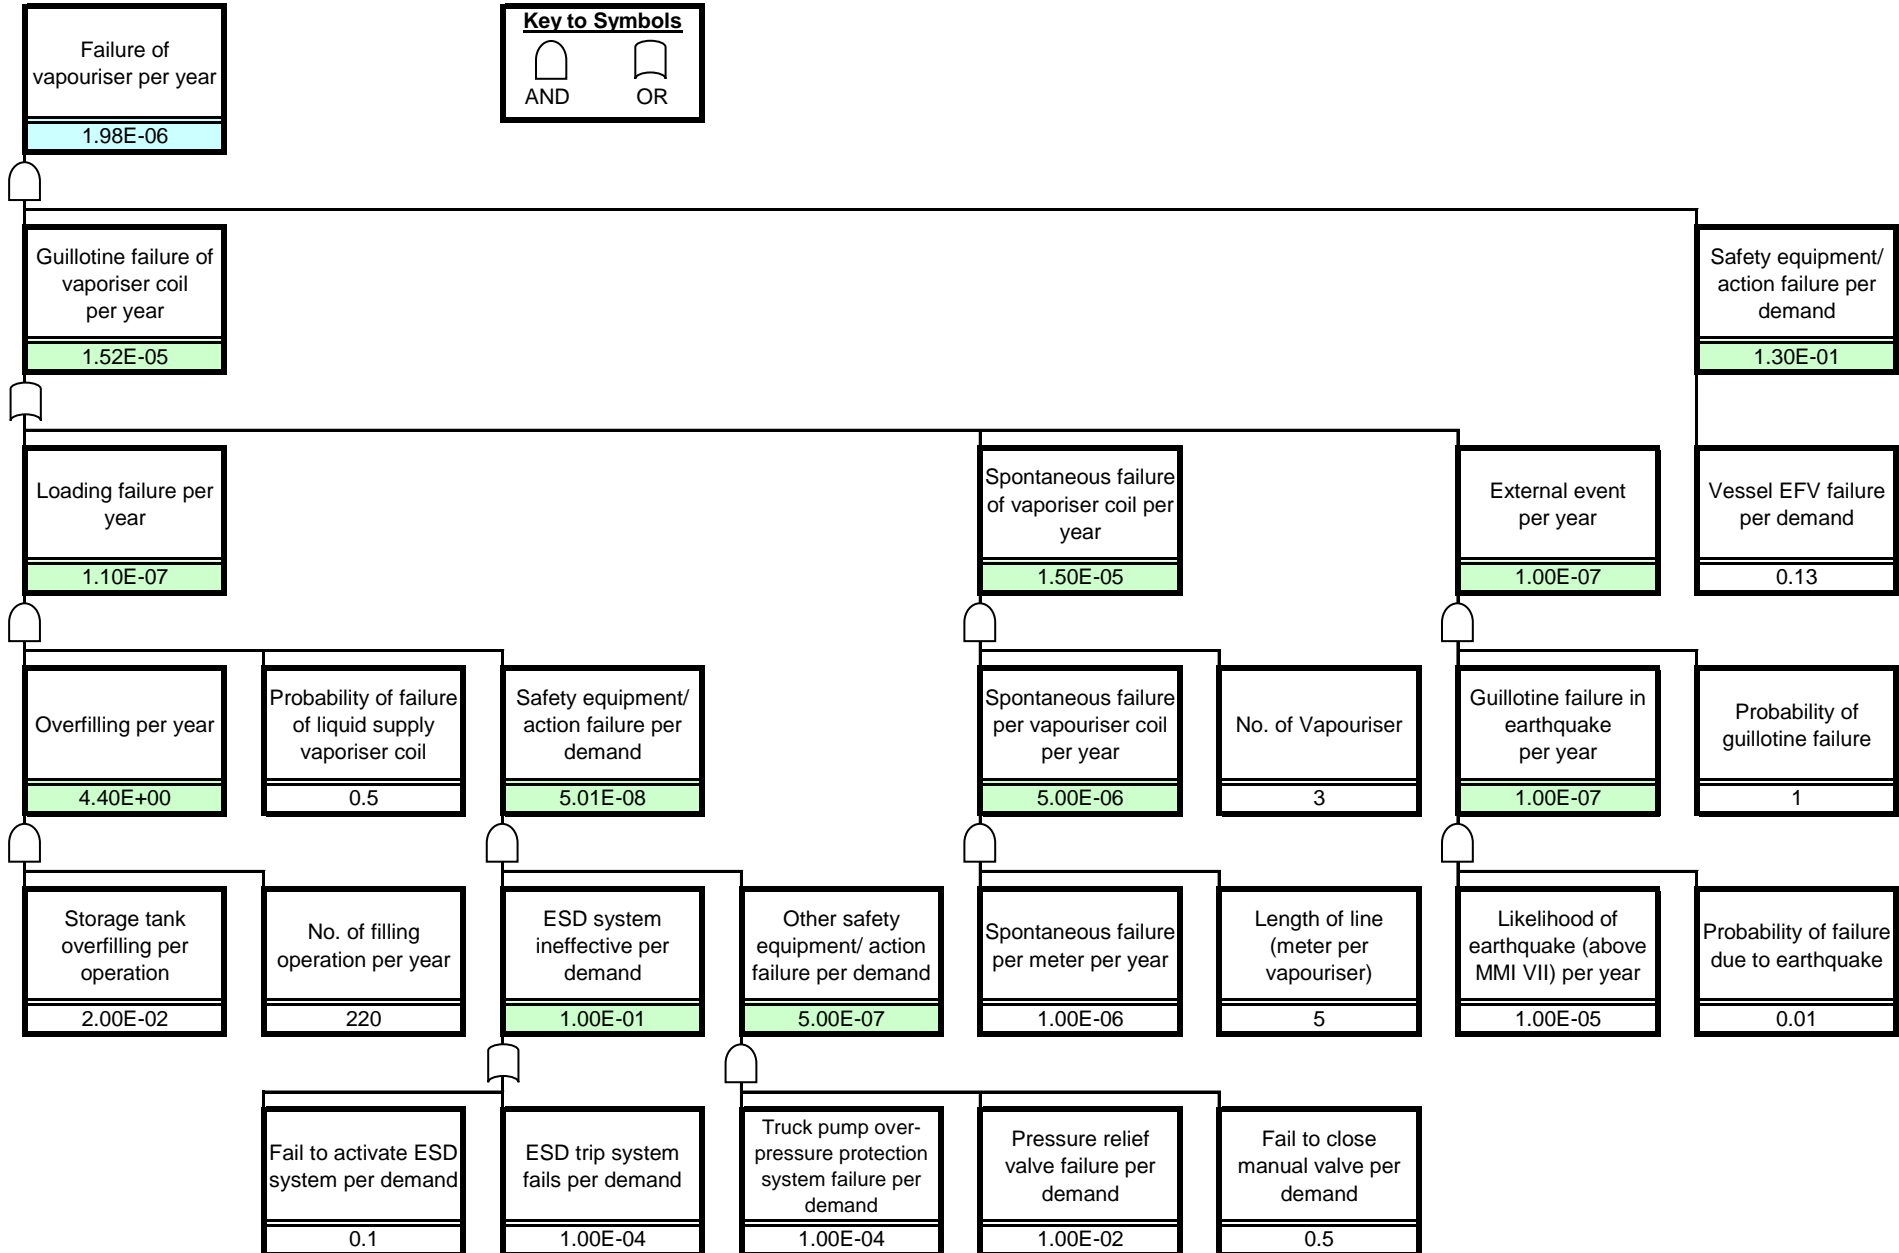 Failure of
vapouriser per year
1.98E-06
Key to Symbols
AND OR
Guillotine failure of
vaporiser coil
per year
1.52E-05
Safety equipment/
action failure per
demand
1.30E-01
Loading failure per
year
1.10E-07
Spontaneous failure
of vaporiser coil per
year
1.50E-05
External event
per year
1.00E-07
Vessel EFV failure
per demand
0.13
Overfilling per year
4.40E+00
Probability of failure
of liquid supply
vaporiser coil
0.5
Safety equipment/
action failure per
demand
5.01E-08
Spontaneous failure
per vapouriser coil
per year
5.00E-06
No. of Vapouriser
3
Guillotine failure in
earthquake
per year
1.00E-07
Probability of
guillotine failure
1
Storage tank
overfilling per
operation
2.00E-02
No. of filling
operation per year
220
ESD system
ineffective per
demand
1.00E-01
Other safety
equipment/ action
failure per demand
5.00E-07
Spontaneous failure
per meter per year
1.00E-06
Length of line
(meter per
vapouriser)
5
Likelihood of
earthquake (above
MMI VII) per year
1.00E-05
Probability of failure
due to earthquake
0.01
Fail to activate ESD
system per demand
0.1
ESD trip system
fails per demand
1.00E-04
Truck pump over-
pressure protection
system failure per
demand
1.00E-04
Pressure relief
valve failure per
demand
1.00E-02
Fail to close
manual valve per
demand
0.5